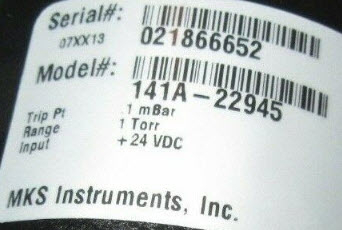 Serial#:
07XX13 021866652
Model#:
141A-22945
Trip Pt 1 mBar
Range 1 Torr
Input +24 VDC
MKS Instruments, Inc.